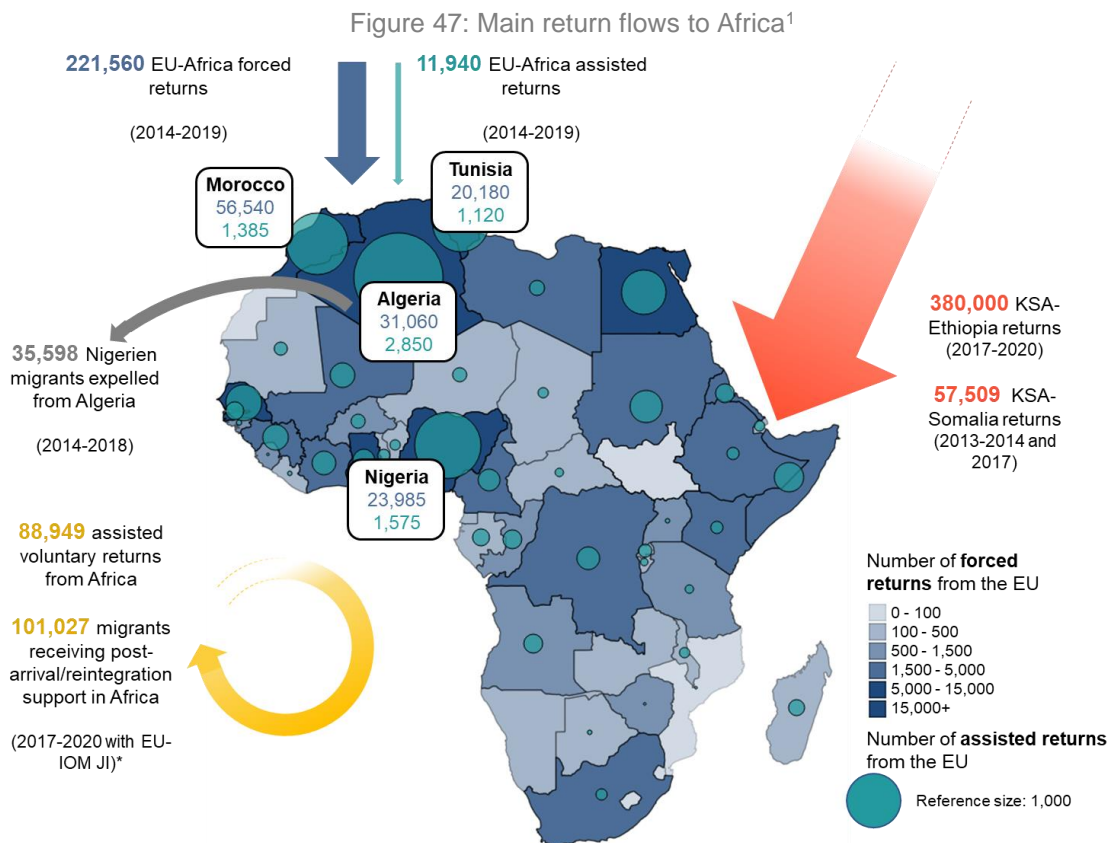 Figure 47: Main return flows to Africa¹
221,560 EU-Africa forced
returns
(2014-2019)
11,940 EU-Africa assisted
returns
(2014-2019)
Morocco
56,540
1,385
Tunisia
20,180
1,120
Algeria
31,060
2,850
Nigeria
23,985
1,575
35,598 Nigerien
migrants expelled
from Algeria
(2014-2018)
380,000 KSA-
Ethiopia returns
(2017-2020)
57,509 KSA-
Somalia returns
(2013-2014 and
2017)
88,949 assisted
voluntary returns
from Africa
101,027 migrants
receiving post-
arrival/reintegration
support in Africa
(2017-2020 with EU-
IOM JI)*
Number of forced
returns from the EU
0 - 100
100 - 500
500 - 1,500
1,500 - 5,000
5,000 - 15,000
15,000+
Number of assisted returns
from the EU
Reference size: 1,000